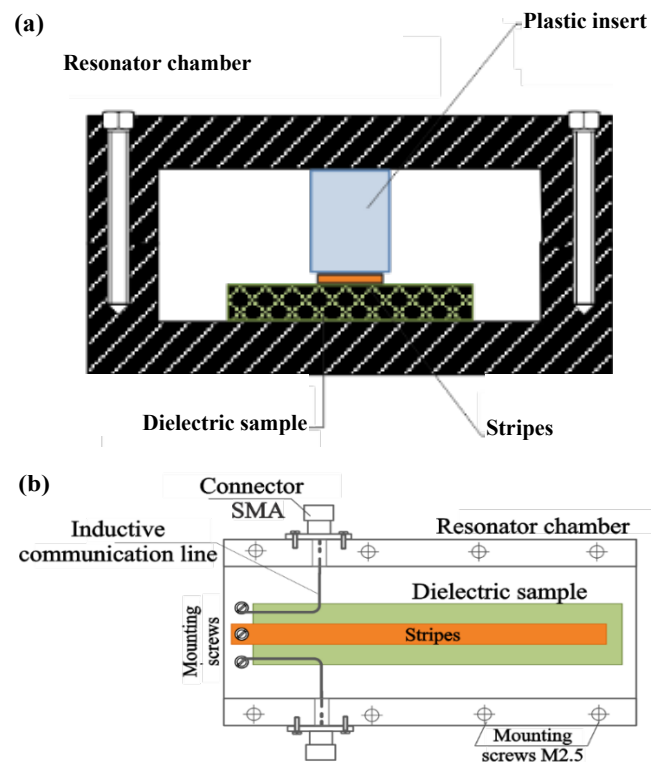 (a)
Plastic insert
Resonator chamber
Dielectric sample
Stripes
(b)
Connector
SMA
Inductive
communication line
Resonator chamber
Dielectric sample
Mounting
screws
Stripes
Mounting
screws M2.5